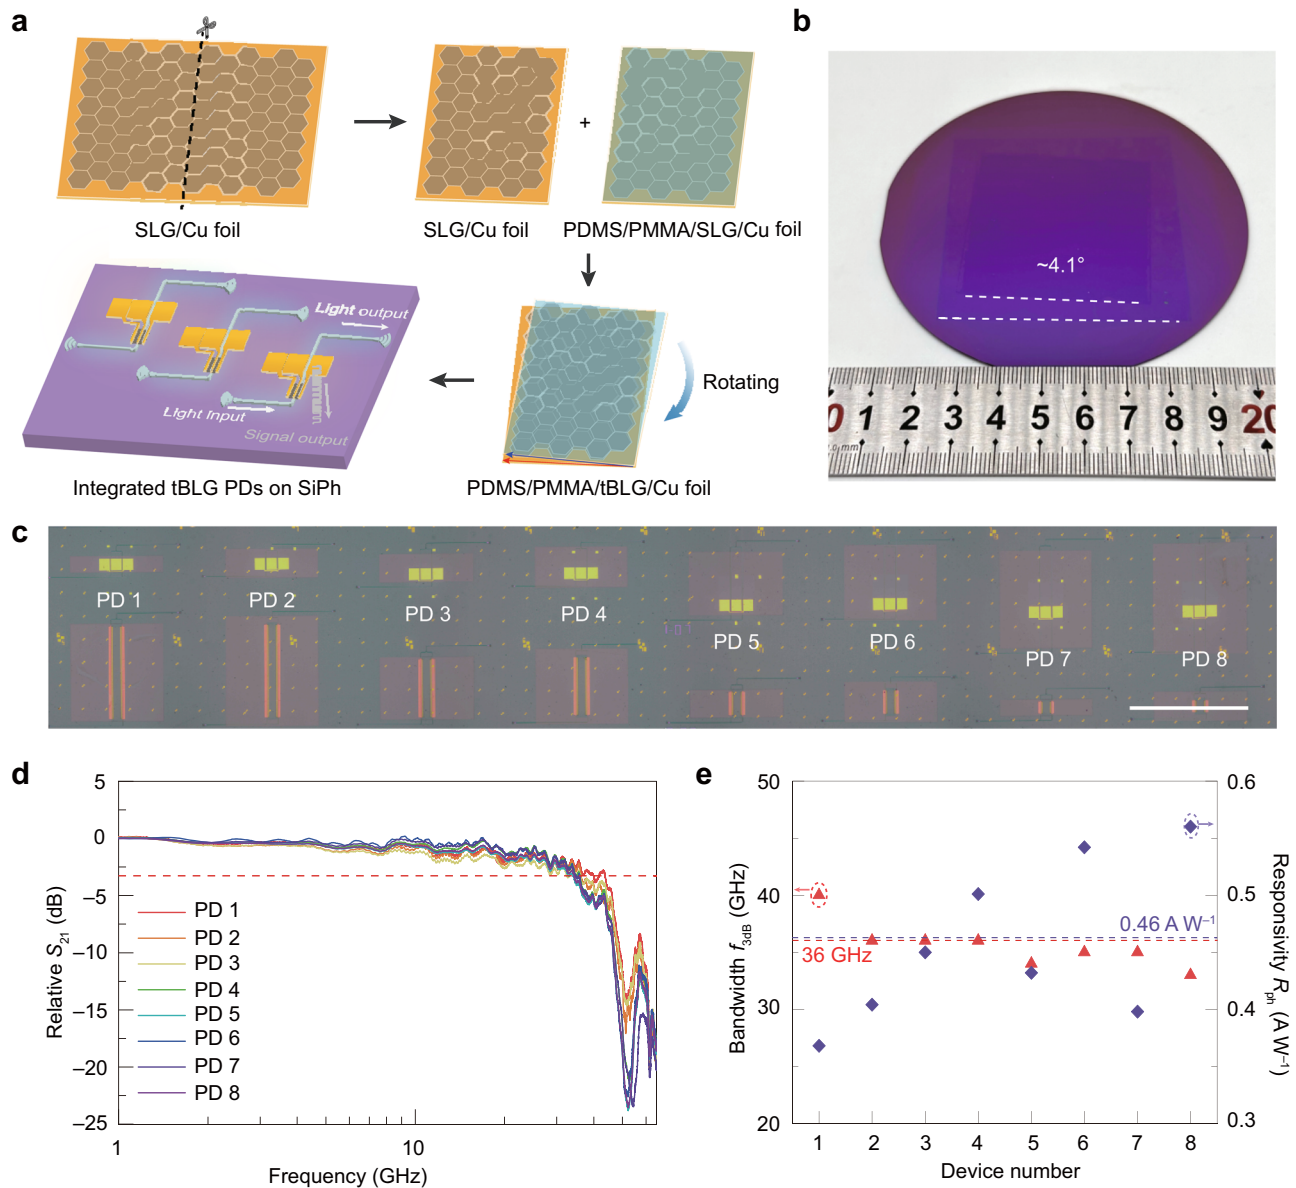 a
SLG/Cu foil
+
SLG/Cu foil
PDMS/PMMA/SLG/Cu foil
Rotating
PDMS/PMMA/tBLG/Cu foil
Light output
Light Input
Signal output
Integrated tBLG PDs on SiPh
b
~4.1°
0 1 2 3 4 5 6 7 8 9 20
c
PD 1
PD 2
PD 3
PD 4
PD 5
PD 6
PD 7
PD 8
d
Relative S21 (dB)
5
0
–5
–10
–15
–20
–25
PD 1
PD 2
PD 3
PD 4
PD 5
PD 6
PD 7
PD 8
1
10
Frequency (GHz)
e
Bandwidth f3dB (GHz)
50
40
30
20
36 GHz
0.46 A W–1
0.6
0.5
0.4
0.3
Responsivity Rph (A W–1)
1 2 3 4 5 6 7 8
Device number